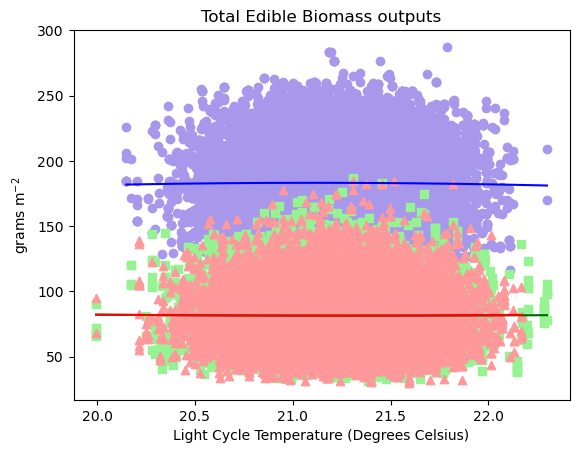 Total Edible Biomass outputs
300
250
200
150
100
50
grams m⁻²
20.0 20.5 21.0 21.5 22.0
Light Cycle Temperature (Degrees Celsius)